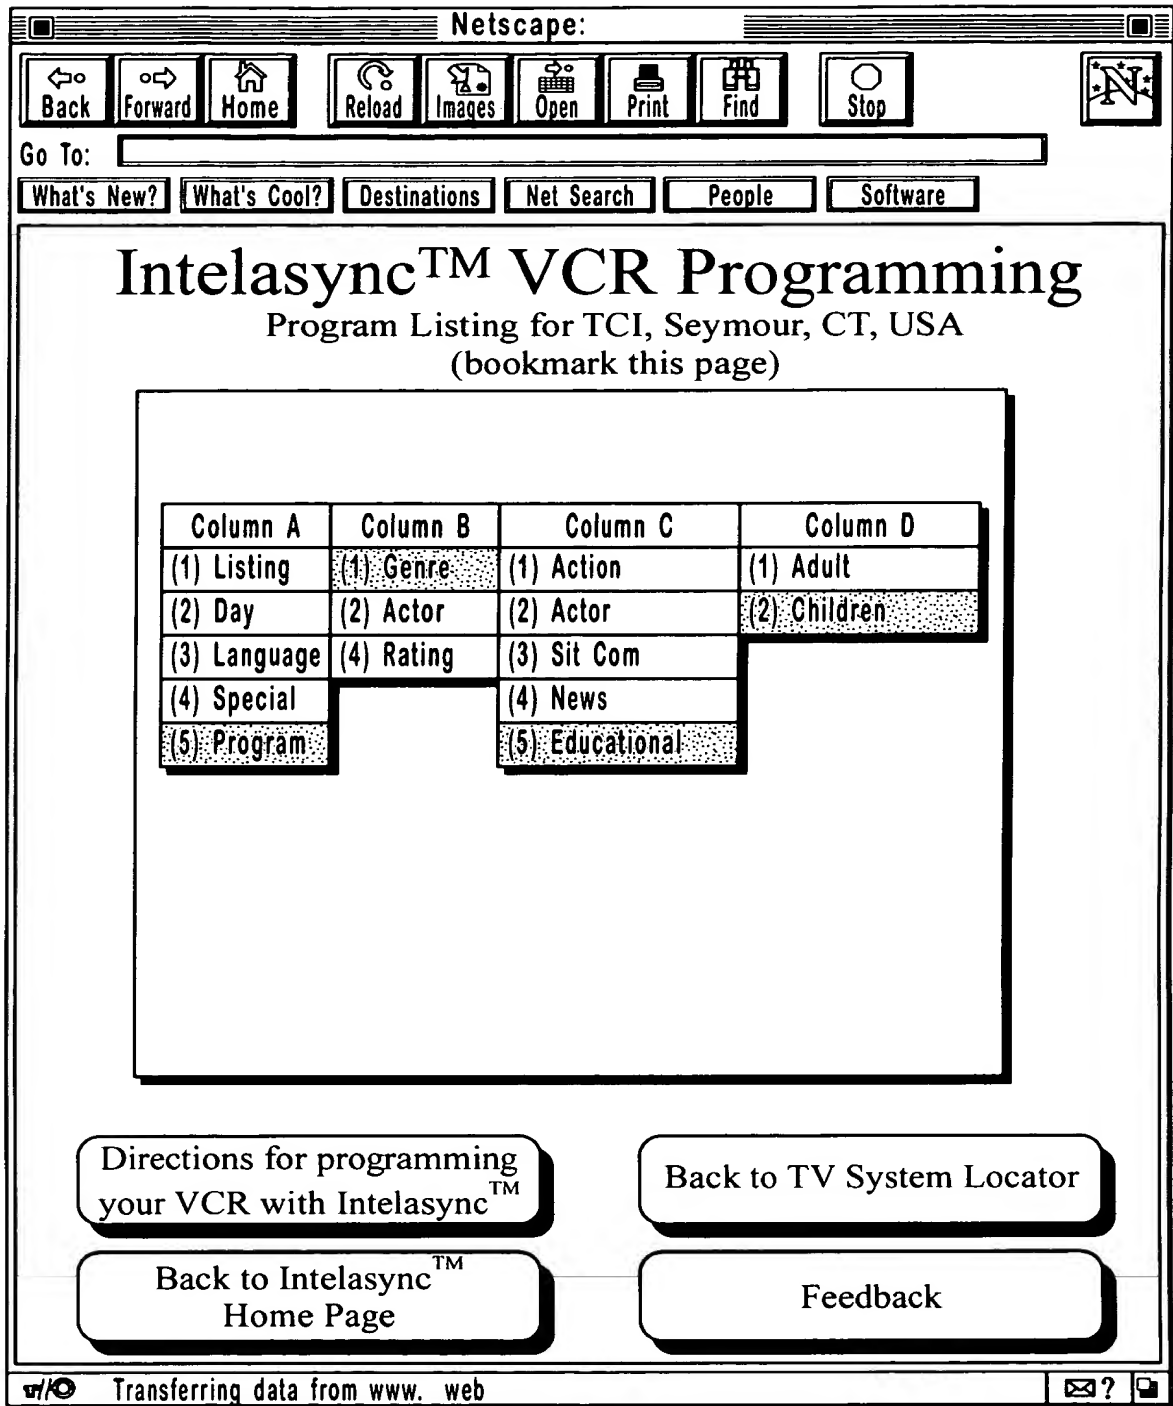 Netscape:
Back Forward Home Reload Images Open Print Find Stop N
Go To:
What's New? What's Cool? Destinations Net Search People Software
Intelasync™ VCR Programming
Program Listing for TCI, Seymour, CT, USA
(bookmark this page)
Column A Column B Column C Column D
(1) Listing (1) Genre (1) Action (1) Adult
(2) Day (2) Actor (2) Actor (2) Children
(3) Language (4) Rating (3) Sit Com
(4) Special (4) News
(5) Program (5) Educational
Directions for programming
your VCR with Intelasync™
Back to TV System Locator
Back to Intelasync™
Home Page
Feedback
Transferring data from www. web ?